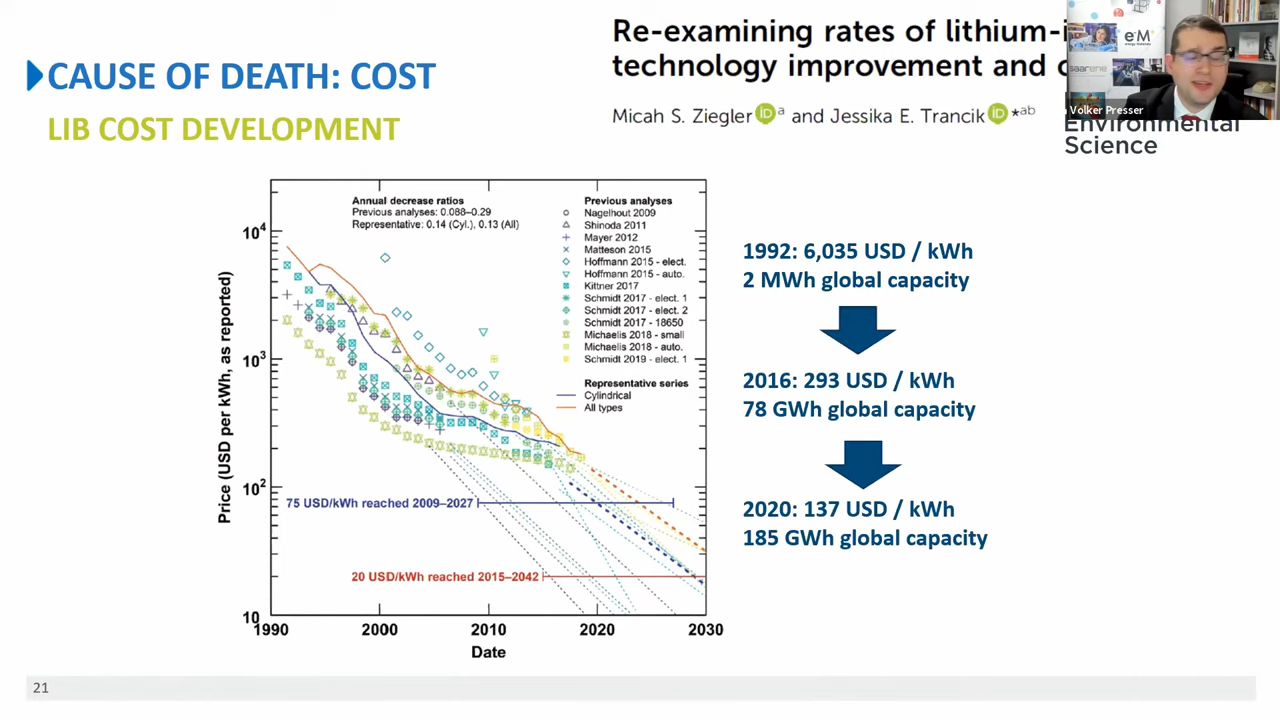 CAUSE OF DEATH: COST
LIB COST DEVELOPMENT
Re-examining rates of lithium-i
technology improvement and c
Micah S. Ziegler iD a and Jessika E. Trancik iD *ab
e·M
Volker Presser
Environmental
Science
Annual decrease ratios
Previous analyses: 0.088–0.29
Representative: 0.14 (Cyl.), 0.13 (All)
Previous analyses
Nagelhout 2009
Shinoda 2011
Mayer 2012
Matteson 2015
Hoffmann 2015 - elect.
Hoffmann 2015 - auto.
Kittner 2017
Schmidt 2017 - elect. 1
Schmidt 2017 - elect. 2
Schmidt 2017 - 18650
Michaelis 2018 - small
Michaelis 2018 - auto.
Schmidt 2019 - elect. 1
Representative series
Cylindrical
All types
Price (USD per kWh, as reported)
10⁴
10³
10²
10
75 USD/kWh reached 2009–2027
20 USD/kWh reached 2015–2042
1990 2000 2010 2020 2030
Date
1992: 6,035 USD / kWh
2 MWh global capacity
2016: 293 USD / kWh
78 GWh global capacity
2020: 137 USD / kWh
185 GWh global capacity
21